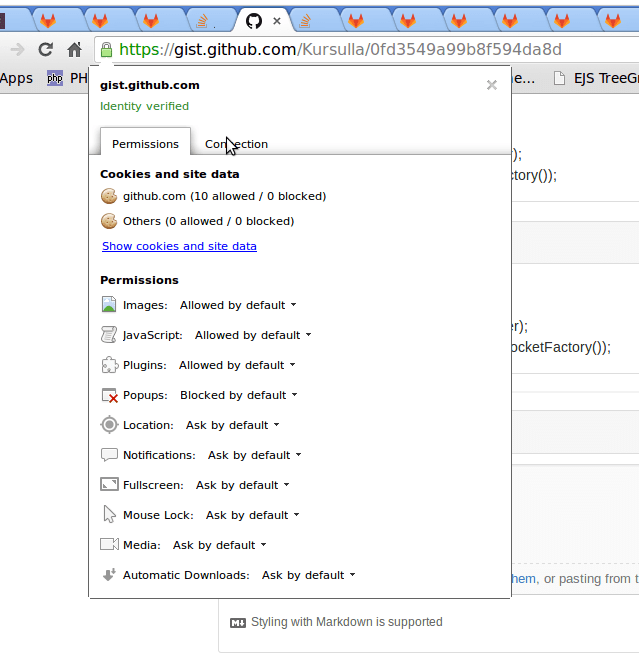 https://gist.github.com/Kursulla/0fd3549a99b8f594da8d
Apps PH e... EJS TreeGr
gist.github.com
Identity verified
Permissions
Cookies and site data
github.com (10 allowed / 0 blocked)
Others (0 allowed / 0 blocked)
Show cookies and site data
Permissions
Images: Allowed by default
JavaScript: Allowed by default
Plugins: Allowed by default
Popups: Blocked by default
Location: Ask by default
Notifications: Ask by default
Fullscreen: Ask by default
Mouse Lock: Ask by default
Media: Ask by default
Automatic Downloads: Ask by default
);
tory());
er);
ocketFactory());
hem, or pasting from t
Styling with Markdown is supported